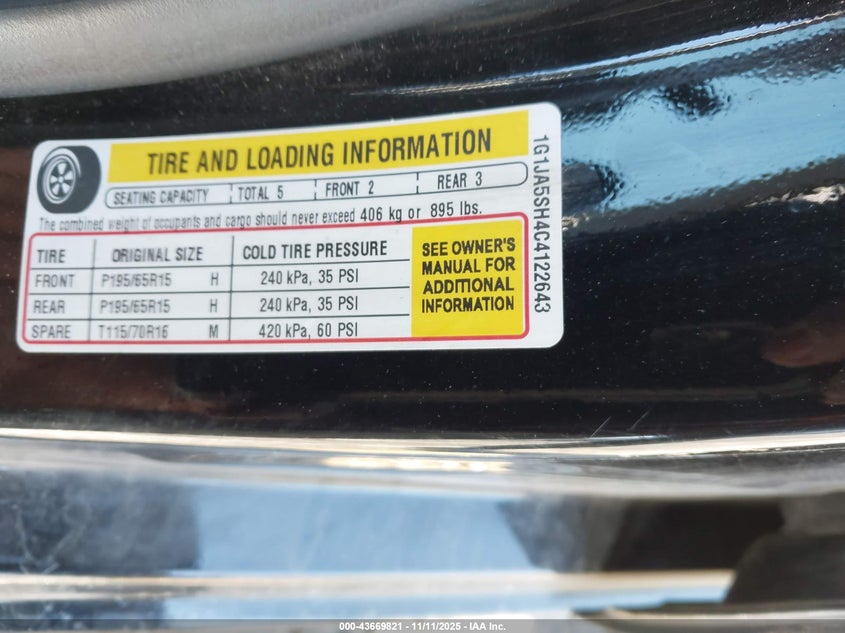 TIRE AND LOADING INFORMATION
SEATING CAPACITY TOTAL 5 FRONT 2 REAR 3
The combined weight of occupants and cargo should never exceed 406 kg or 895 lbs.
TIRE ORIGINAL SIZE COLD TIRE PRESSURE
FRONT P195/65R15 H 240 kPa, 35 PSI
REAR P195/65R15 H 240 kPa, 35 PSI
SPARE T115/70R16 M 420 kPa, 60 PSI
SEE OWNER'S
MANUAL FOR
ADDITIONAL
INFORMATION
1G1JA5SH4C4122643
000-43669821 - 11/11/2025 - IAA Inc.